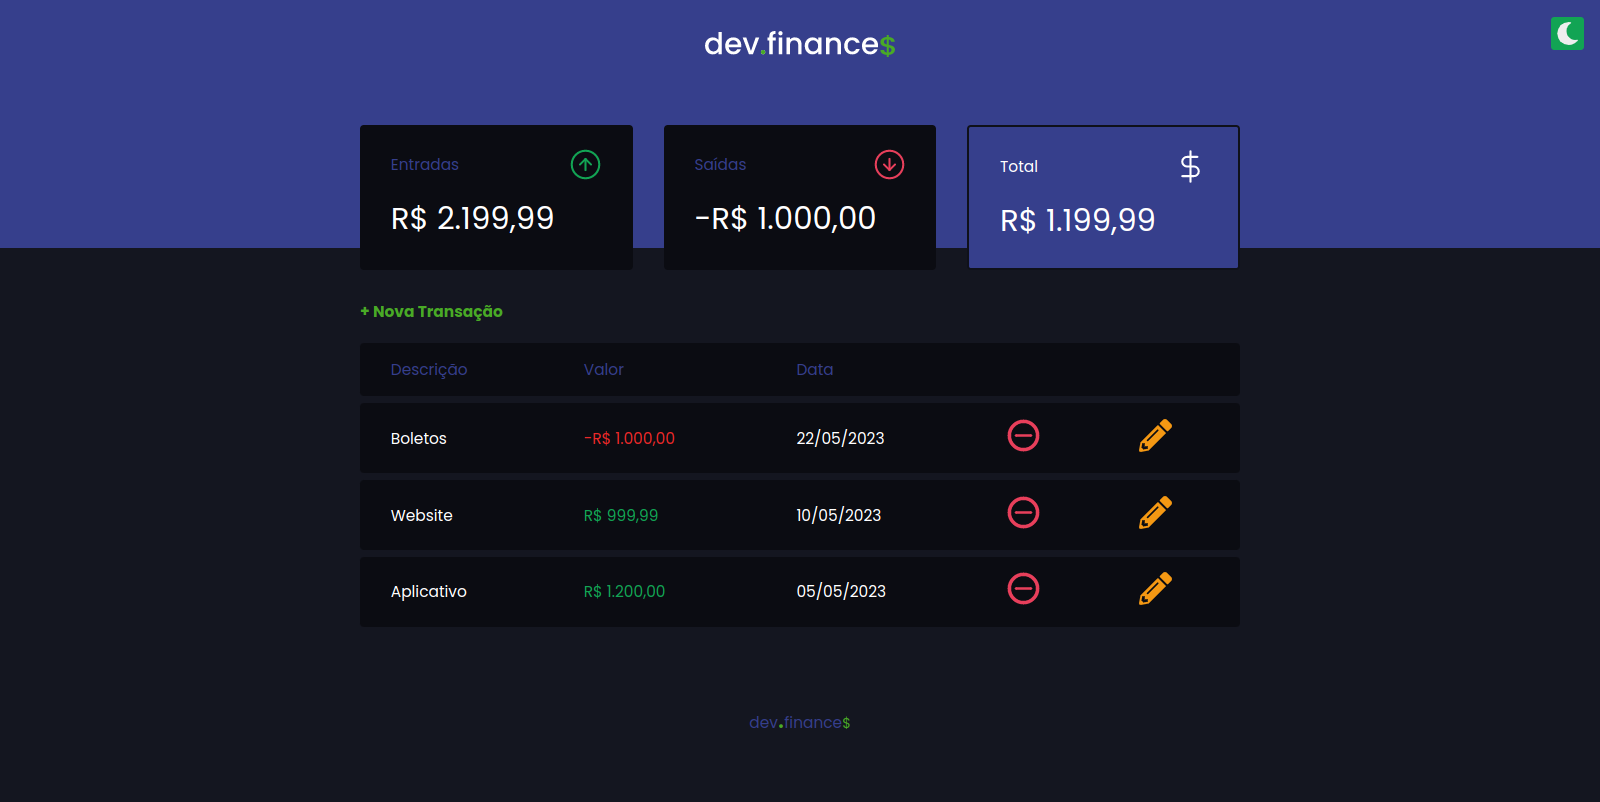 dev.finance$
Entradas
R$ 2.199,99
Saídas
-R$ 1.000,00
Total
$
R$ 1.199,99
+ Nova Transação
Descrição Valor Data
Boletos -R$ 1.000,00 22/05/2023
Website R$ 999,99 10/05/2023
Aplicativo R$ 1.200,00 05/05/2023
dev.finance$